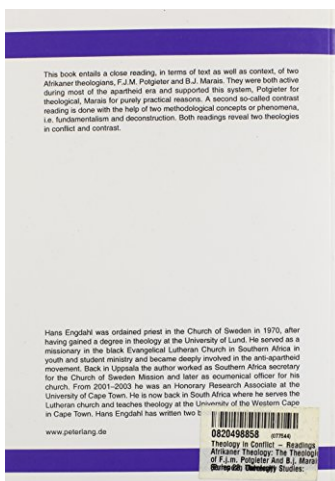 This book entails a close reading, in terms of text as well as context, of two
Afrikaner theologians, F.J.M. Potgieter and B.J. Marais. They were both active
during most of the apartheid era and supported this system, Potgieter for
theological, Marais for purely practical reasons. A second so-called contrast
reading is done with the help of two methodological concepts or phenomena,
i.e. fundamentalism and deconstruction. Both readings reveal two theologies
in conflict and contrast.
Hans Engdahl was ordained priest in the Church of Sweden in 1970, after
having gained a degree in theology at the University of Lund. He served as a
missionary in the black Evangelical Lutheran Church in Southern Africa in
youth and student ministry and became deeply involved in the anti-apartheid
movement. Back in Uppsala the author worked as Southern Africa secretary
for the Church of Sweden Mission and later as ecumenical officer for his
church. From 2001–2003 he was an Honorary Research Associate at the
University of Cape Town. He is now back in South Africa where he serves the
Lutheran church and teaches theology at the University of the Western Cape
in Cape Town. Hans Engdahl has written two b
www.peterlang.de
0820498858 (077544)
Theology in Conflict - Readings
Afrikaner Theology: The Theologie
of F.j.m. Potgieter And B.j. Marai
Studies: